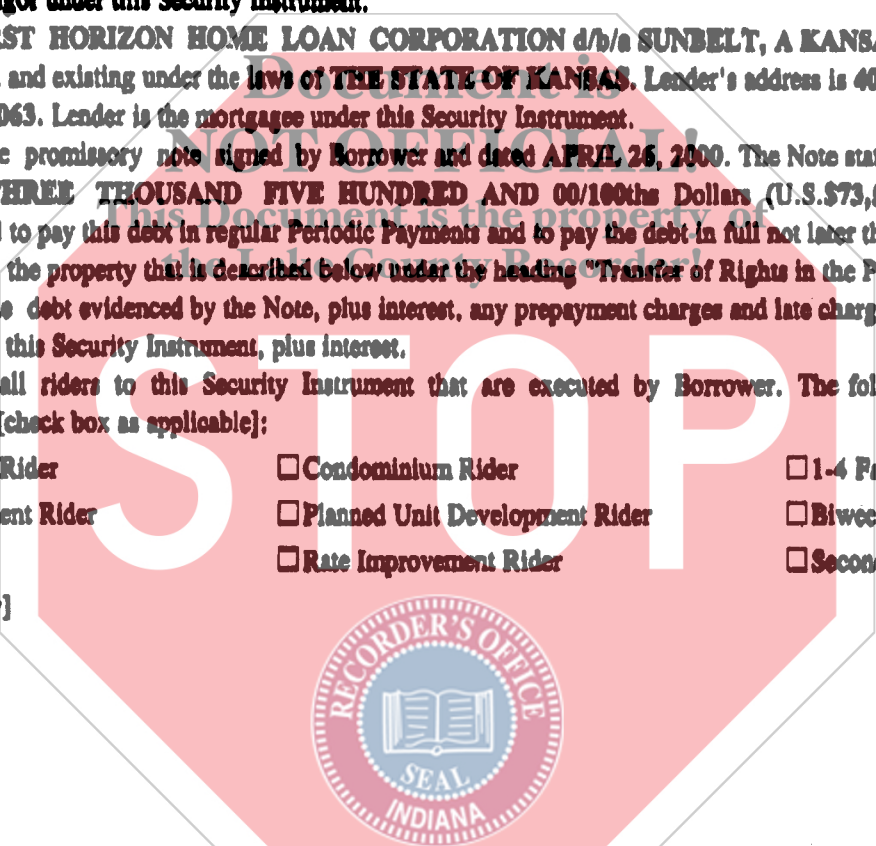 ngor under this Security Instrument.
ST HORIZON HOME LOAN CORPORATION d/b/a SUNBELT, A KANSA
and existing under the laws of THE STATE OF KANSAS. Lender's address is 40
063. Lender is the mortgagee under this Security Instrument.
e promissory note signed by Borrower and dated APRIL 26, 2000. The Note stat
THREE THOUSAND FIVE HUNDRED AND 00/100ths Dollars (U.S.$73,
to pay this debt in regular Periodic Payments and to pay the debt in full not later th
the property that is described below under the heading "Transfer of Rights in the P
e debt evidenced by the Note, plus interest, any prepayment charges and late charg
this Security Instrument, plus interest.
all riders to this Security Instrument that are executed by Borrower. The fol
[check box as applicable]:
Rider □ Condominium Rider □ 1-4 Fa
ent Rider □ Planned Unit Development Rider □ Biwee
□ Rate Improvement Rider □ Secon
]
Document is
NOT OFFICIAL!
This Document is the property of
the Lake County Recorder!
STOP
RECORDER'S OFFICE
SEAL
INDIANA